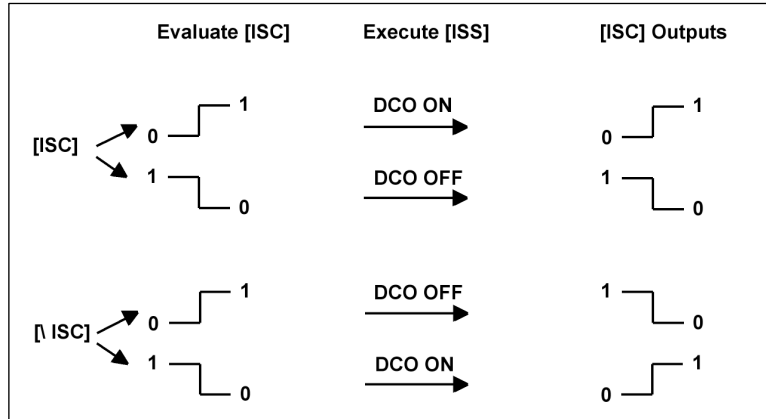 Evaluate [ISC] Execute [ISS] [ISC] Outputs
1 DCO ON 1
[ISC] 0 0
1 DCO OFF 1
0 0
1 DCO OFF 1
[\ ISC] 0 0
1 DCO ON 1
0 0